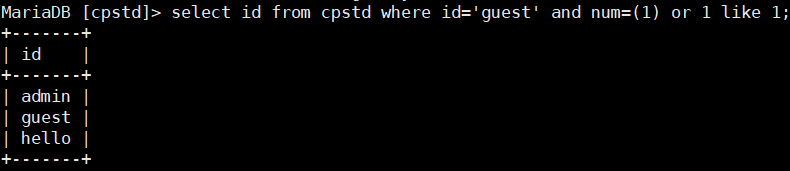 MariaDB [cpstd]> select id from cpstd where id='guest' and num=(1) or 1 like 1;
+-------+
| id    |
+-------+
| admin |
| guest |
| hello |
+-------+